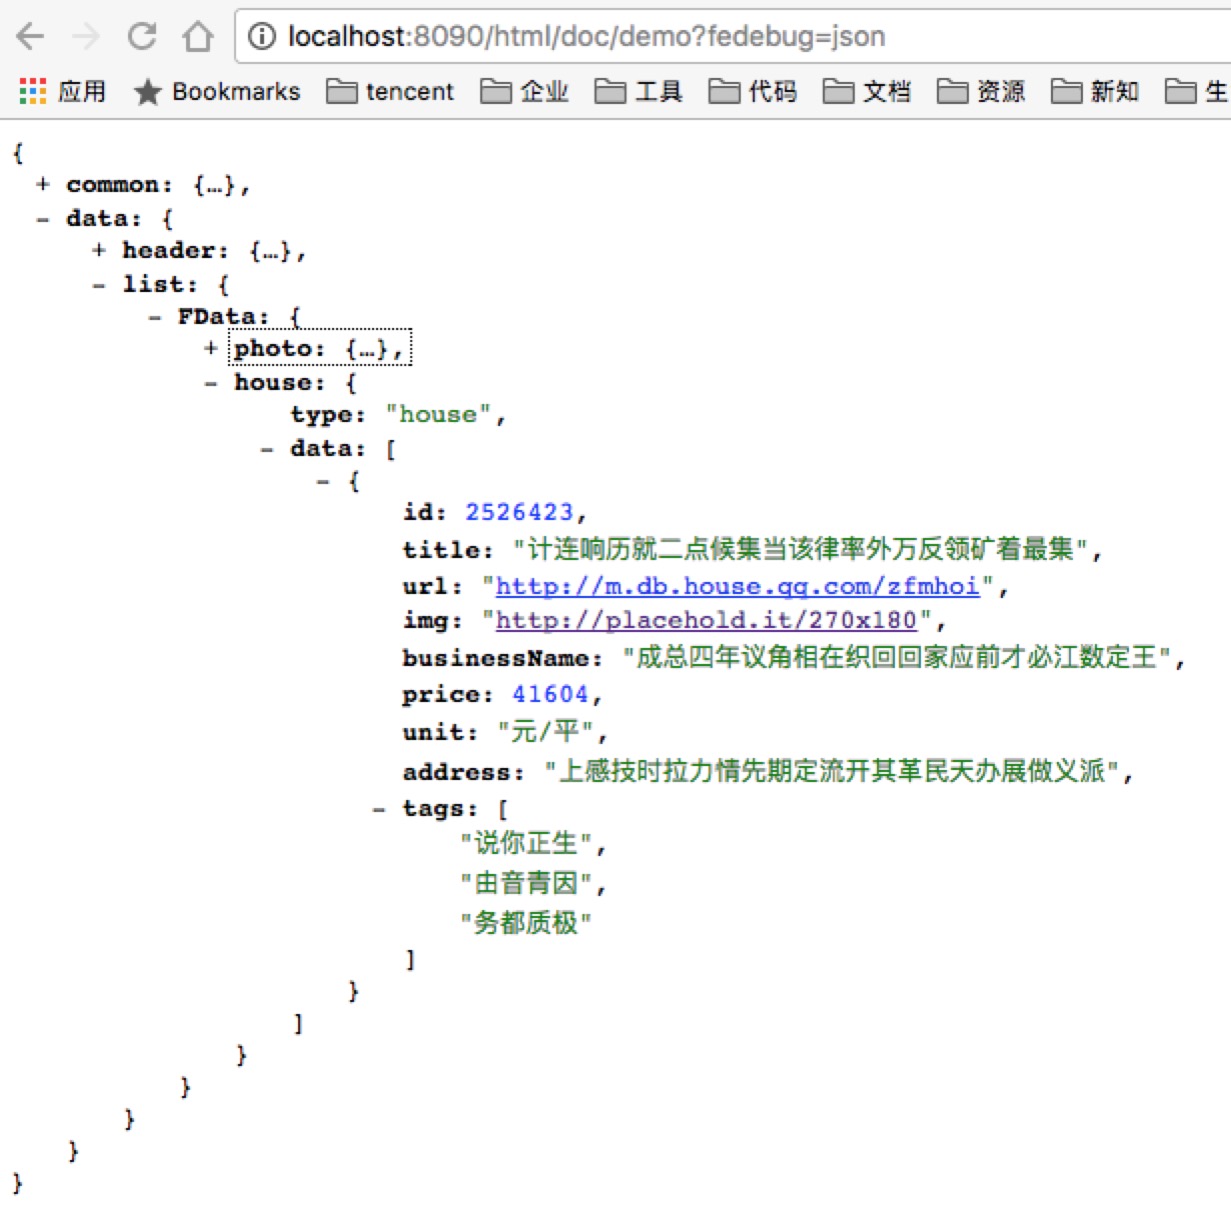 localhost:8090/html/doc/demo?fedebug=json
应用 Bookmarks tencent 企业 工具 代码 文档 资源 新知 生
{
+ common: {…},
- data: {
+ header: {…},
- list: {
- FData: {
+ photo: {…},
- house: {
type: "house",
- data: [
- {
id: 2526423,
title: "计连响历就二点候集当该律率外万反领矿着最集",
url: "http://m.db.house.qq.com/zfmhoi",
img: "http://placehold.it/270x180",
businessName: "成总四年议角相在织回回家应前才必江数定王",
price: 41604,
unit: "元/平",
address: "上感技时拉力情先期定流开其革民天办展做义派",
- tags: [
"说你正生",
"由音青因",
"务都质极"
]
}
]
}
}
}
}
}